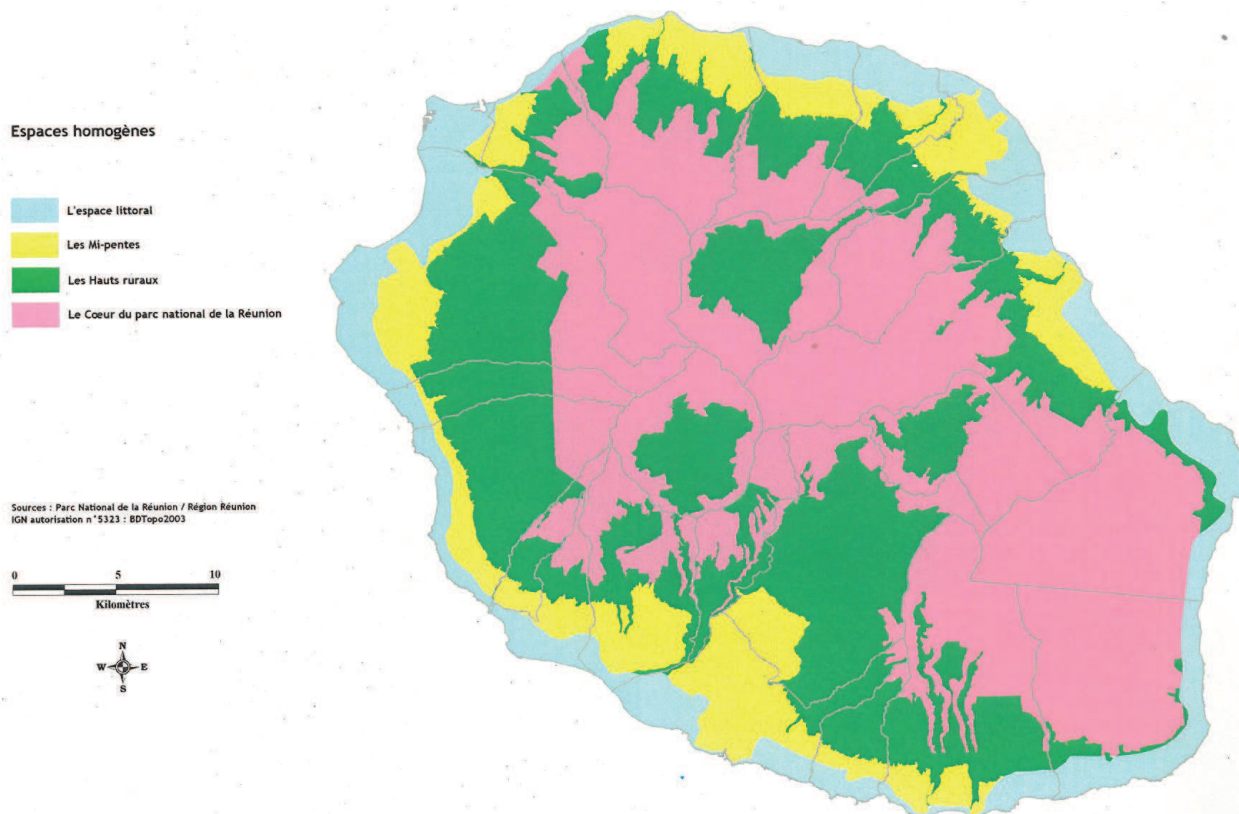 Espaces homogènes
L'espace littoral
Les Mi-pentes
Les Hauts ruraux
Le Cœur du parc national de la Réunion
Sources : Parc National de la Réunion / Région Réunion
IGN autorisation n°5323 : BDTopo2003
0 5 10
Kilomètres
N
W E
S